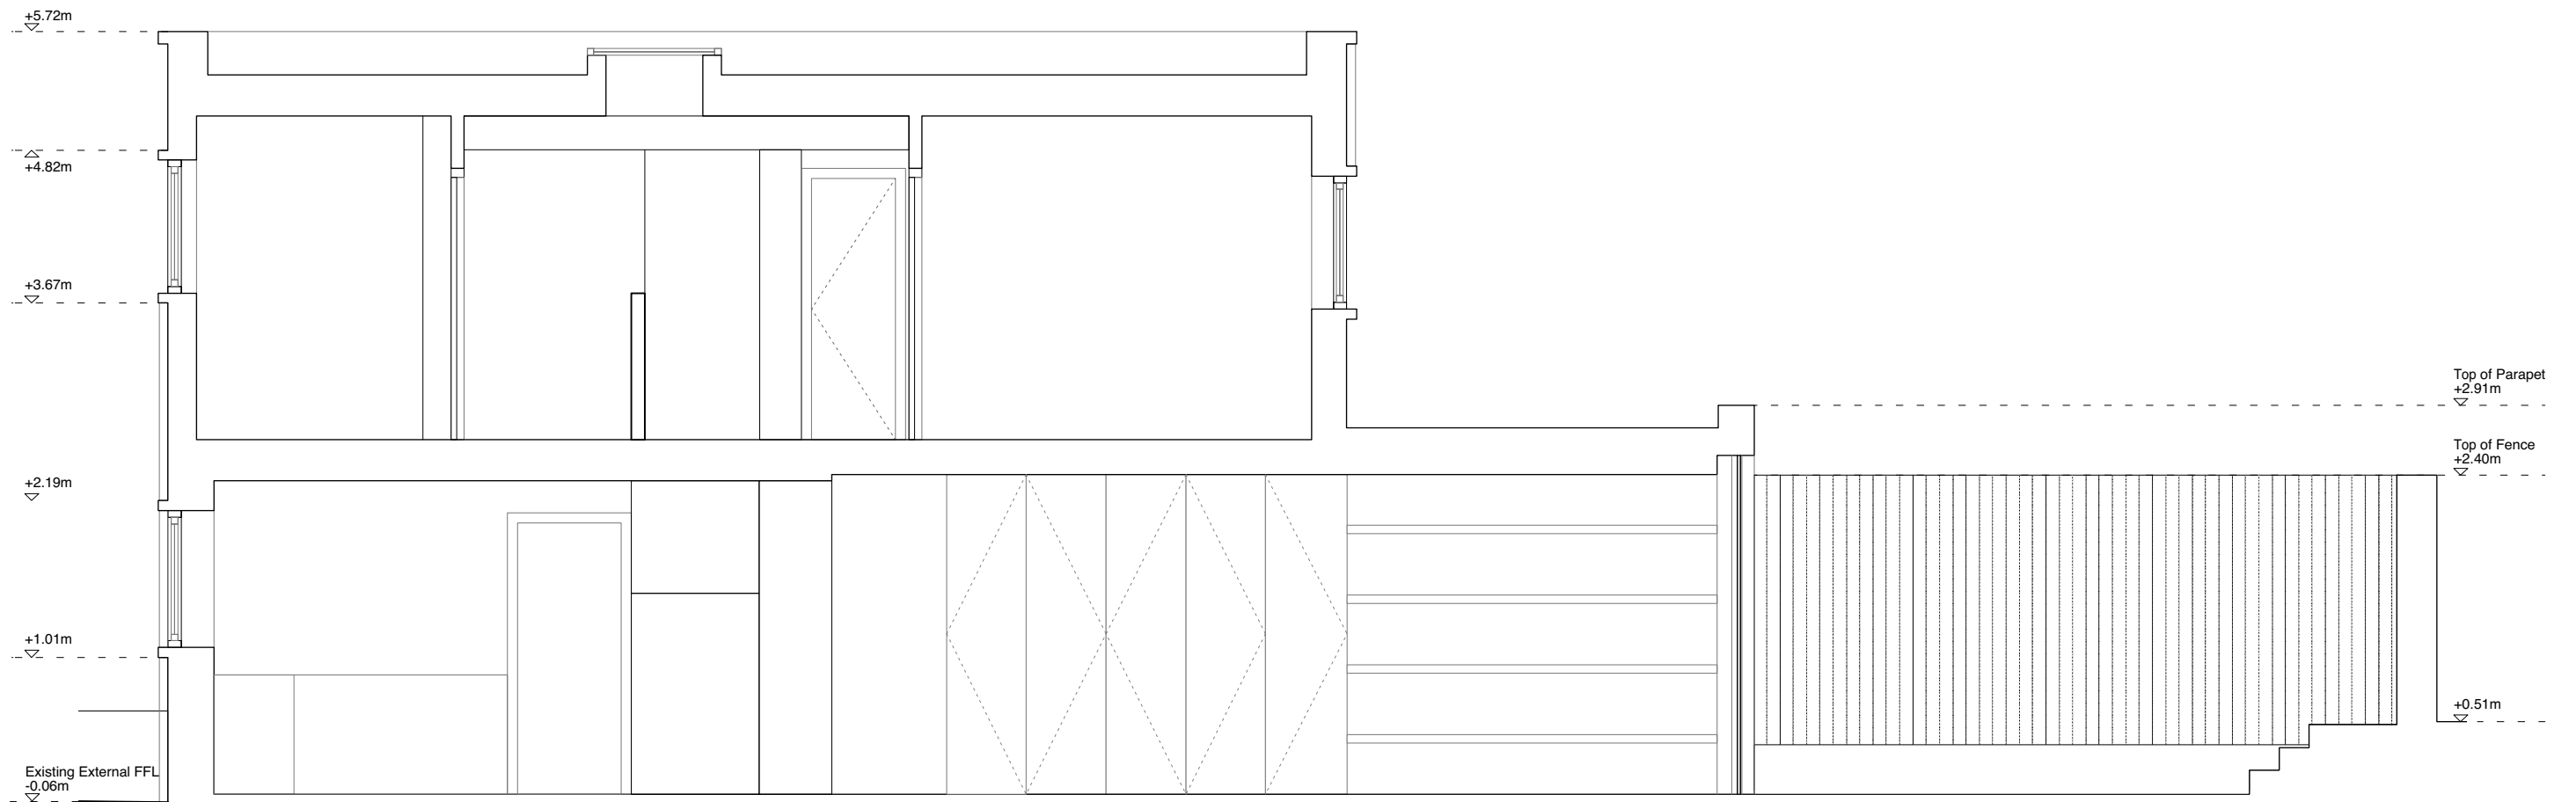 +5.72m
+4.82m
+3.67m
+2.19m
+1.01m
Existing External FFL
-0.06m
Top of Parapet
+2.91m
Top of Fence
+2.40m
+0.51m